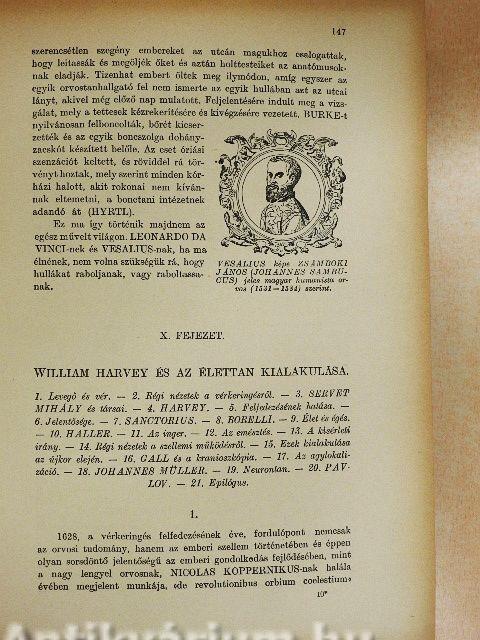 147
szerencsétlen szegény embereket az utcán magukhoz csalogattak,
hogy leitassák és megöljék őket és aztán holttesteiket az anatómusok-
nak eladják. Tizenhat embert öltek meg ilymódon, amíg egyszer az
egyik orvostanhallgató fel nem ismerte az egyik hullában azt az utcai
lányt, akivel még előző nap mulatott. Feljelentésére indult meg a vizs-
gálat, mely a tettesek kézrekerítésére és kivégzésére vezetett. BURKE-t
nyilvánosan felboncolták, bőrét kicser-
zették és az egyik boncszolga dohány-
zacskót készített belőle. Az eset óriási
szenzációt keltett, és röviddel rá tör-
vényt hoztak, mely szerint minden kór-
házi halott, akit rokonai nem kíván-
nak eltemetni, a bonctani intézetnek
adandó át (HYRTL).
Ez ma így történik majdnem az
egész művelt világon. LEONARDO DA
VINCI-nek és VESALIUS-nak, ha ma
élnének, nem volna szükségük rá, hogy
hullákat raboljanak, vagy raboltassa-
nak.
VESALIUS képe ZSÁMBOKI
JÁNOS (JOHANNES SAMBU-
CUS) jeles magyar humanista or-
vos (1531—1584) szerint.
X. FEJEZET.
WILLIAM HARVEY ÉS AZ ÉLETTAN KIALAKULÁSA.
1. Levegő és vér. — 2. Régi nézetek a vérkeringésről. — 3. SERVET
MIHÁLY és társai. — 4. HARVEY. — 5. Felfedezésének hatása. —
6. Jelentősége. — 7. SANCTORIUS. — 8. BORELLI. — 9. Élet és égés.
— 10. HALLER. — 11. Az inger. — 12. Az emésztés. — 13. A kísérleti
irány. — 14. Régi nézetek a szellemi működésről. — 15. Ezek kialakulása
az újkor elején. — 16. GALL és a kranioszkópia. — 17. Az agylokali-
záció. — 18. JOHANNES MÜLLER. — 19. Neurontan. — 20. PAV-
LOV. — 21. Epilógus.
1.
1628, a vérkeringés felfedezésének éve, fordulópont nemcsak
az orvosi tudomány, hanem az emberi szellem történetében és éppen
olyan sorsdöntő jelentőségű az emberi gondolkodás fejlődésében, mint
a nagy lengyel orvosnak, NICOLAS KOPPERNIKUS-nak halála
évében megjelent munkája, «de revolutionibus orbium coelestium»
10*
Antikvárium.hu